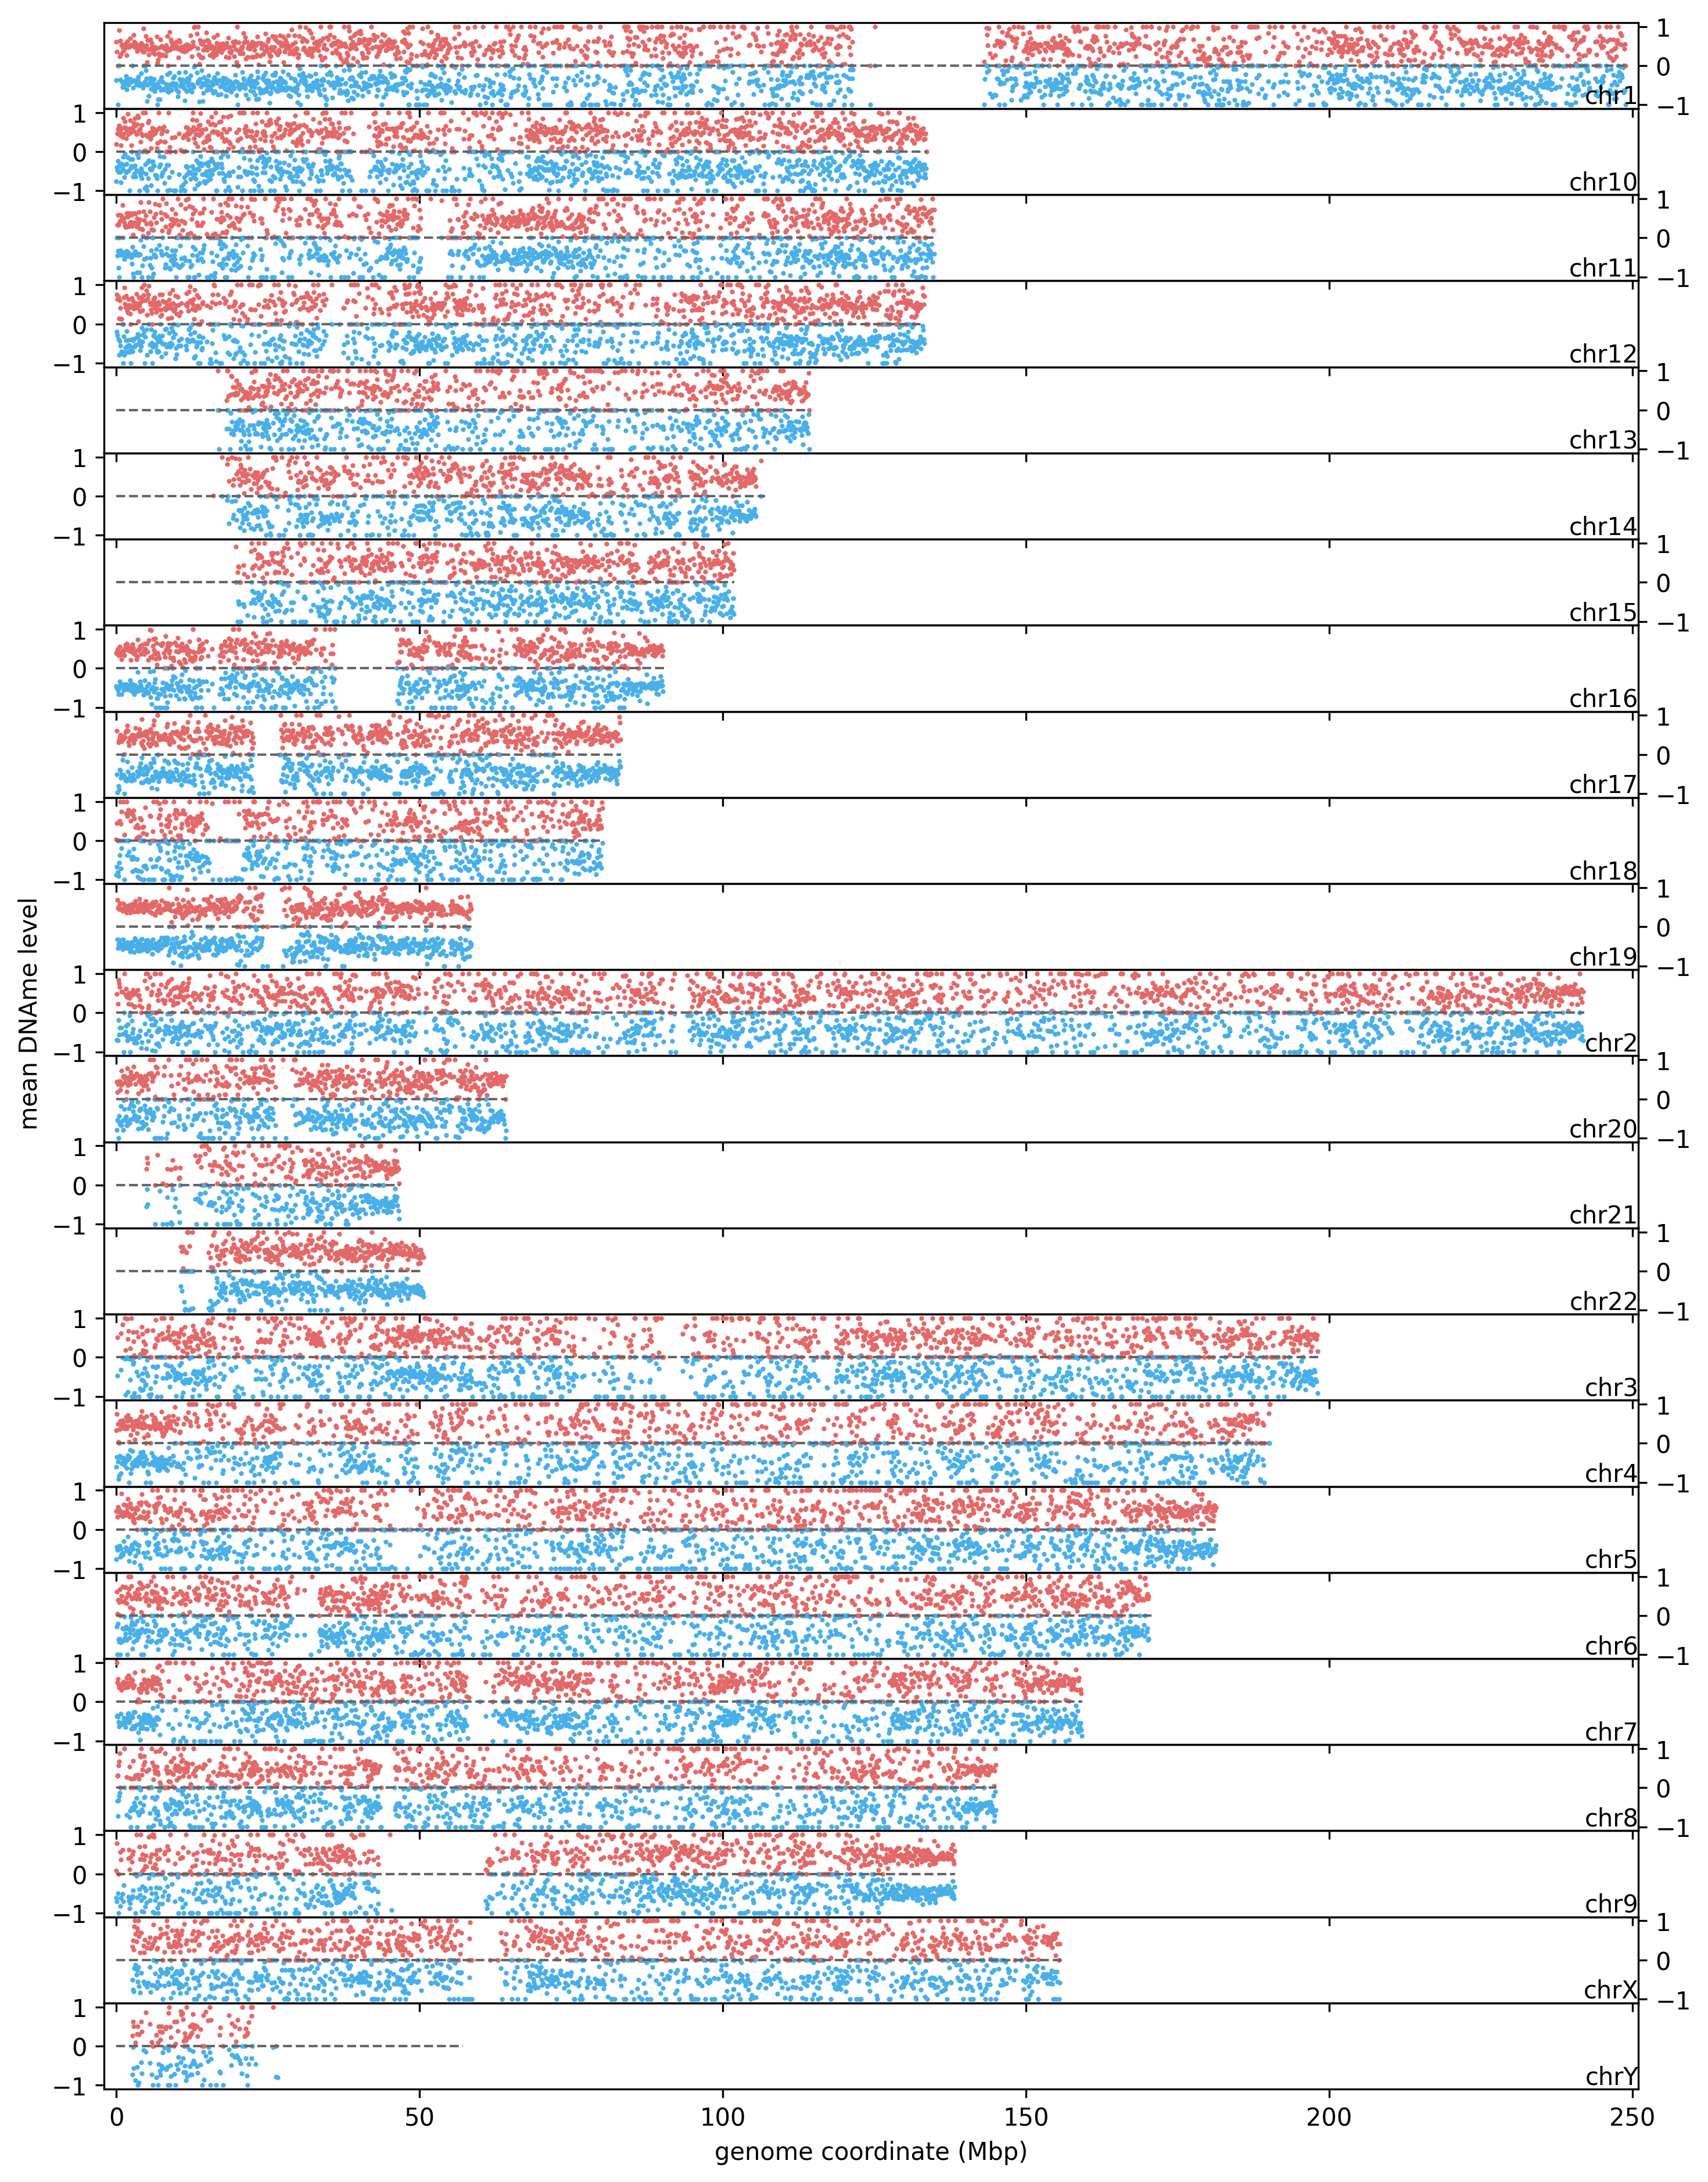 1
0
−1
chr1
1
0
−1
chr10
1
0
−1
chr11
1
0
−1
chr12
1
0
−1
chr13
1
0
−1
chr14
1
0
−1
chr15
1
0
−1
chr16
1
0
−1
chr17
1
0
−1
chr18
1
0
−1
chr19
mean DNAme level
1
0
−1
chr2
1
0
−1
chr20
1
0
−1
chr21
1
0
−1
chr22
1
0
−1
chr3
1
0
−1
chr4
1
0
−1
chr5
1
0
−1
chr6
1
0
−1
chr7
1
0
−1
chr8
1
0
−1
chr9
1
0
−1
chrX
1
0
−1
chrY
0 50 100 150 200 250
genome coordinate (Mbp)